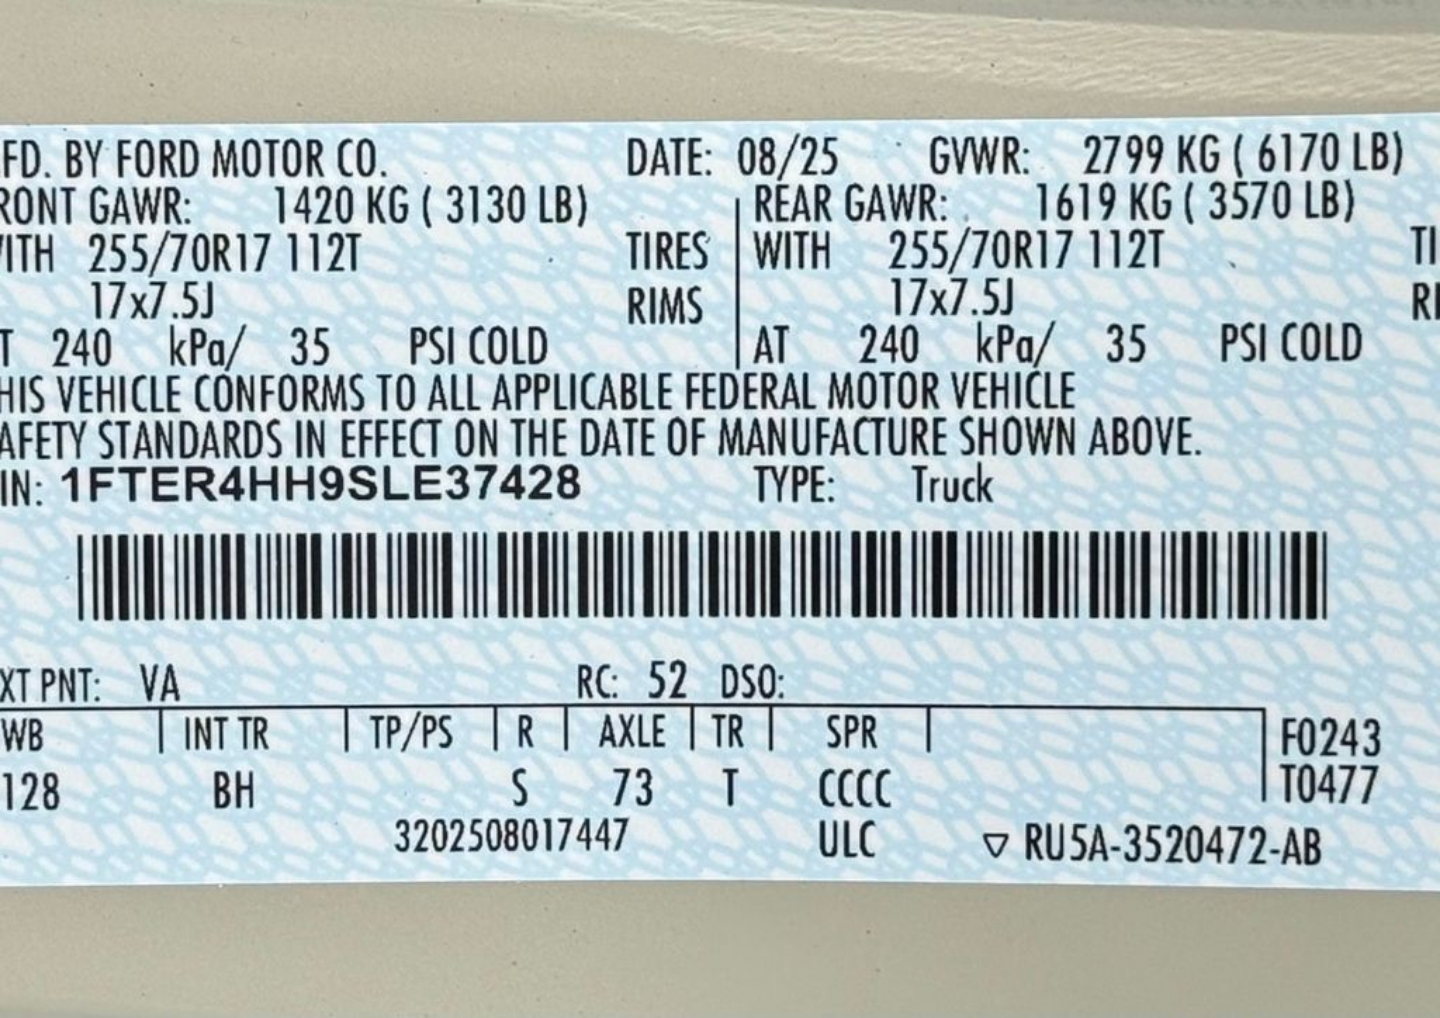 FD. BY FORD MOTOR CO. DATE: 08/25 GVWR: 2799 KG ( 6170 LB)
RONT GAWR: 1420 KG ( 3130 LB) REAR GAWR: 1619 KG ( 3570 LB)
ITH 255/70R17 112T TIRES WITH 255/70R17 112T TI
17x7.5J RIMS 17x7.5J RI
T 240 kPa/ 35 PSI COLD AT 240 kPa/ 35 PSI COLD
HIS VEHICLE CONFORMS TO ALL APPLICABLE FEDERAL MOTOR VEHICLE
AFETY STANDARDS IN EFFECT ON THE DATE OF MANUFACTURE SHOWN ABOVE.
IN: 1FTER4HH9SLE37428 TYPE: Truck
XT PNT: VA RC: 52 DSO:
WB INT TR TP/PS R AXLE TR SPR F0243
128 BH S 73 T CCCC T0477
3202508017447 ULC ▽ RU5A-3520472-AB